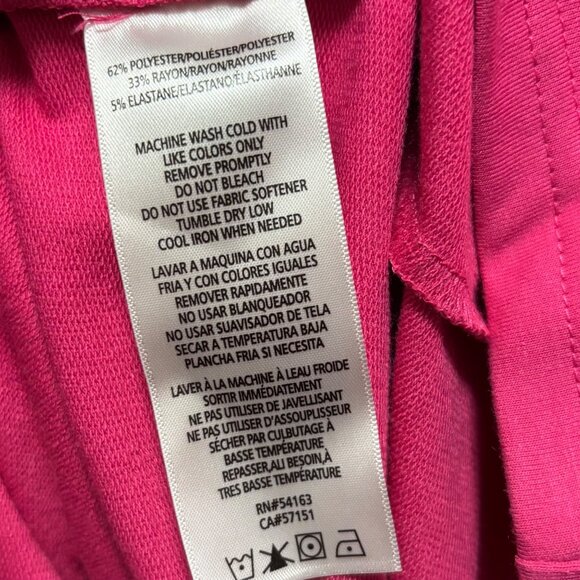 62% POLYESTER/POLIÉSTER/POLYESTER
33% RAYON/RAYON/RAYONNE
5% ELASTANE/ELASTANO/ÉLASTHANNE
MACHINE WASH COLD WITH
LIKE COLORS ONLY
REMOVE PROMPTLY
DO NOT BLEACH
DO NOT USE FABRIC SOFTENER
TUMBLE DRY LOW
COOL IRON WHEN NEEDED
LAVAR A MAQUINA CON AGUA
FRIA Y CON COLORES IGUALES
REMOVER RAPIDAMENTE
NO USAR BLANQUEADOR
NO USAR SUAVISADOR DE TELA
SECAR A TEMPERATURA BAJA
PLANCHA FRIA SI NECESITA
LAVER À LA MACHINE À LEAU FROIDE
SORTIR IMMÉDIATEMENT
NE PAS UTILISER DE JAVELLISANT
NE PAS UTILISER D'ASSOUPLISSEUR
SÉCHER PAR CULBUTAGE À
BASSE TEMPÉRATURE
REPASSER,AU BESOIN,À
TRES BASSE TEMPÉRATURE
RN#54163
CA#57151